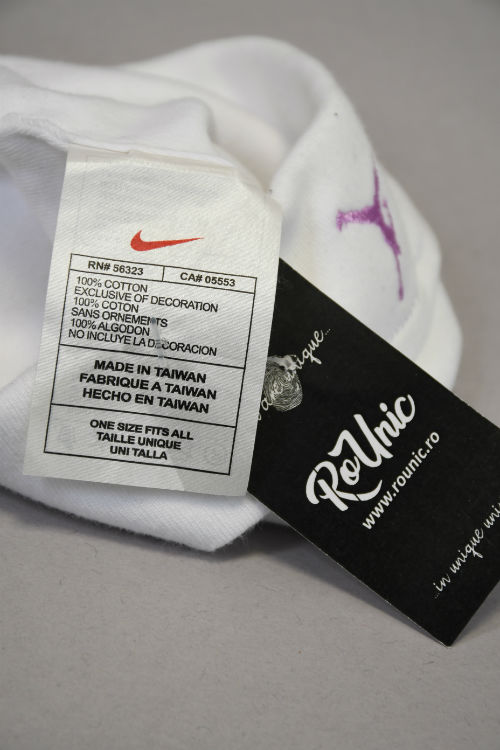 RN# 56323 CA# 05553
100% COTTON
EXCLUSIVE OF DECORATION
100% COTON
SANS ORNEMENTS
100% ALGODON
NO INCLUYE LA DECORACION
MADE IN TAIWAN
FABRIQUE A TAIWAN
HECHO EN TAIWAN
ONE SIZE FITS ALL
TAILLE UNIQUE
UNI TALLA
unique...
RoUnic
www.rounic.ro
...in unique